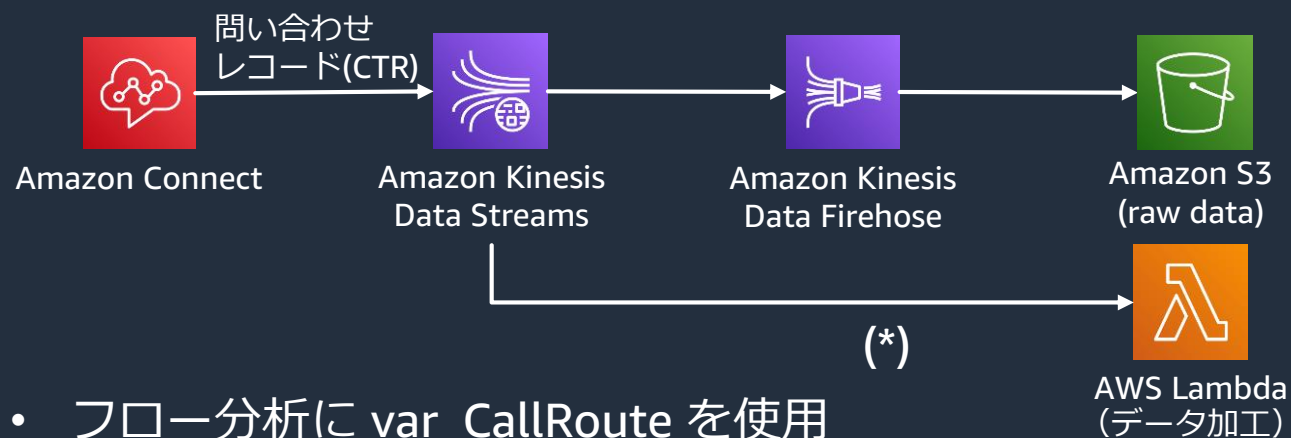 問い合わせ
レコード(CTR)
Amazon Connect
Amazon Kinesis
Data Streams
Amazon Kinesis
Data Firehose
Amazon S3
(raw data)
(*)
AWS Lambda
(データ加工)
• フロー分析に var_CallRoute を使用